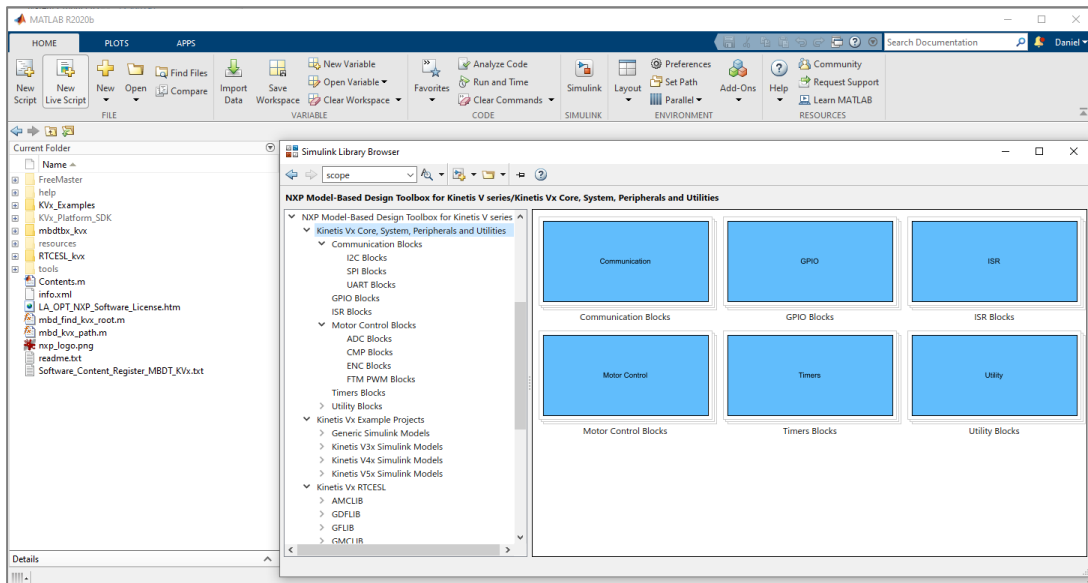 MATLAB R2020b
HOME PLOTS APPS
Search Documentation
Daniel
New Script
New Live Script
New
Open
Find Files
Compare
FILE
Import Data
Save Workspace
New Variable
Open Variable
Clear Workspace
VARIABLE
Favorites
Analyze Code
Run and Time
Clear Commands
CODE
Simulink
SIMULINK
Layout
Preferences
Set Path
Parallel
Add-Ons
ENVIRONMENT
Help
Community
Request Support
Learn MATLAB
RESOURCES
Current Folder
Name
FreeMaster
help
KVx_Examples
KVx_Platform_SDK
mbdtbx_kvx
resources
RTCESL_kvx
tools
Contents.m
info.xml
LA_OPT_NXP_Software_License.htm
mbd_find_kvx_root.m
mbd_kvx_path.m
nxp_logo.png
readme.txt
Software_Content_Register_MBDT_KVx.txt
Details
Simulink Library Browser
scope
NXP Model-Based Design Toolbox for Kinetis V series/Kinetis Vx Core, System, Peripherals and Utilities
NXP Model-Based Design Toolbox for Kinetis V series
Kinetis Vx Core, System, Peripherals and Utilities
Communication Blocks
I2C Blocks
SPI Blocks
UART Blocks
GPIO Blocks
ISR Blocks
Motor Control Blocks
ADC Blocks
CMP Blocks
ENC Blocks
FTM PWM Blocks
Timers Blocks
Utility Blocks
Kinetis Vx Example Projects
Generic Simulink Models
Kinetis V3x Simulink Models
Kinetis V4x Simulink Models
Kinetis V5x Simulink Models
Kinetis Vx RTCESL
AMCLIB
GDFLIB
GFLIB
GMCLIB
Communication GPIO ISR
Communication Blocks GPIO Blocks ISR Blocks
Motor Control Timers Utility
Motor Control Blocks Timers Blocks Utility Blocks